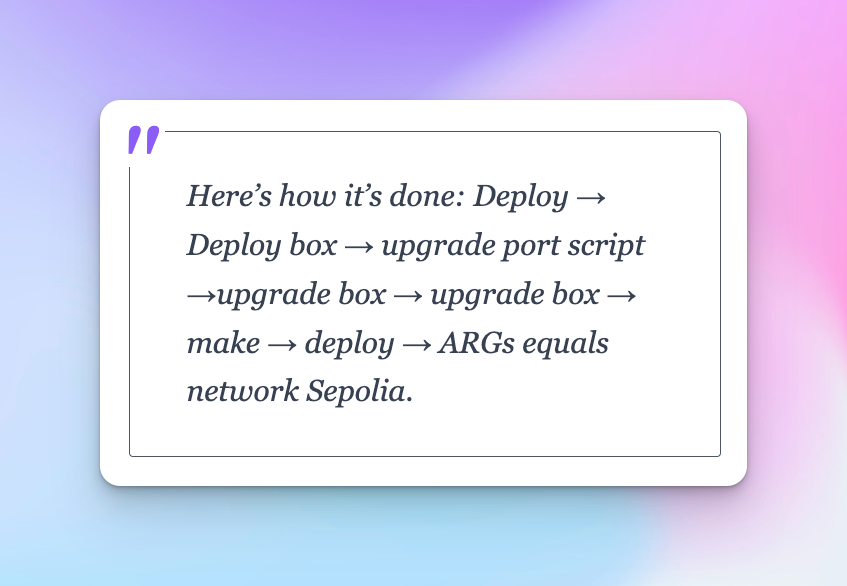 "
Here’s how it’s done: Deploy →
Deploy box → upgrade port script
→upgrade box → upgrade box →
make → deploy → ARGs equals
network Sepolia.